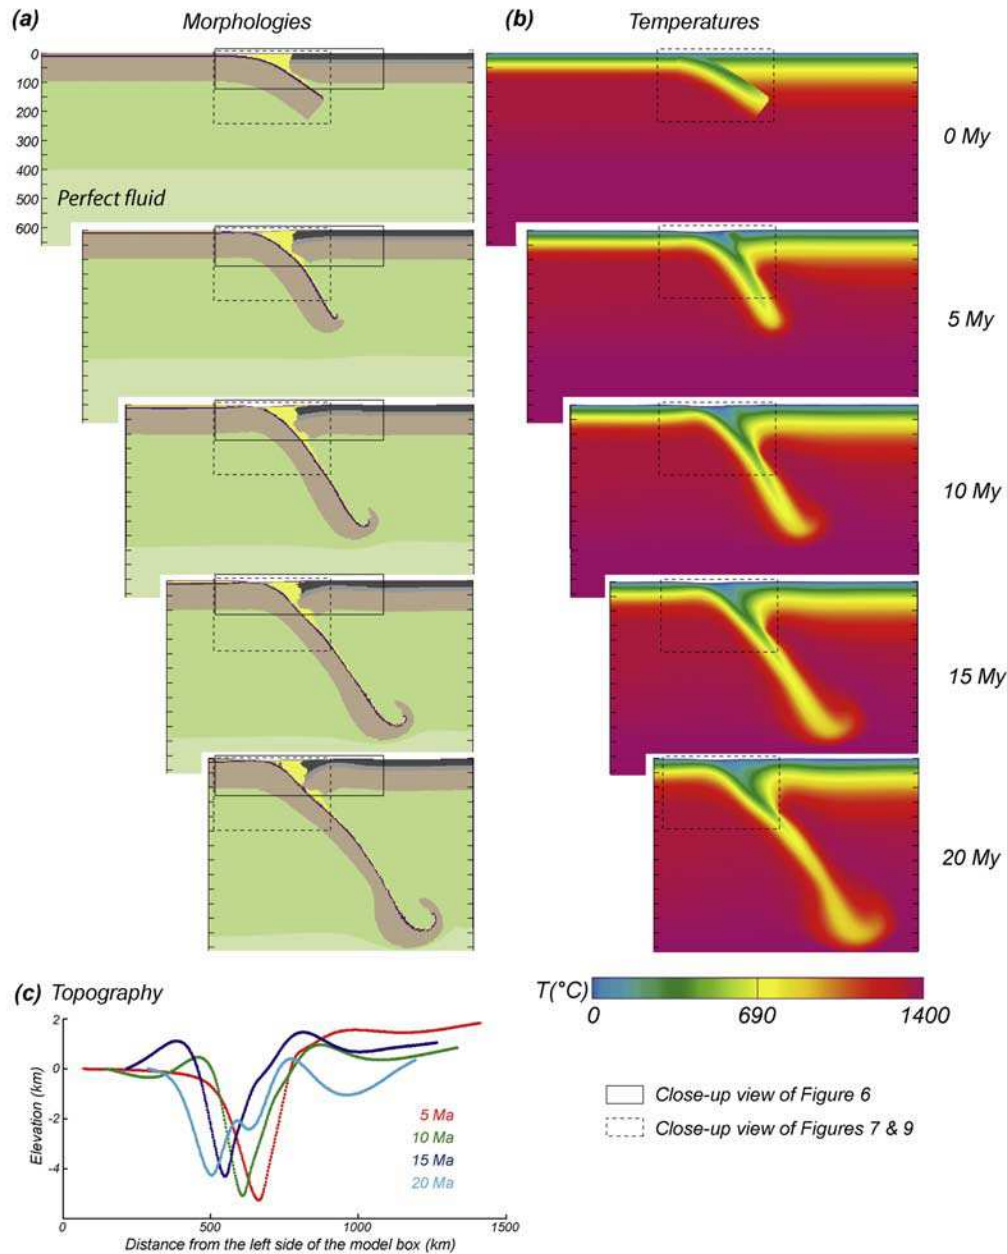 (a) Morphologies
(b) Temperatures
0
100
200
300
400
500
600
Perfect fluid
0 My
5 My
10 My
15 My
20 My
T(°C)
0 690 1400
(c) Topography
2
0
-2
-4
Elevation (km)
5 Ma
10 Ma
15 Ma
20 Ma
0 500 1000 1500
Distance from the left side of the model box (km)
Close-up view of Figure 6
Close-up view of Figures 7 & 9